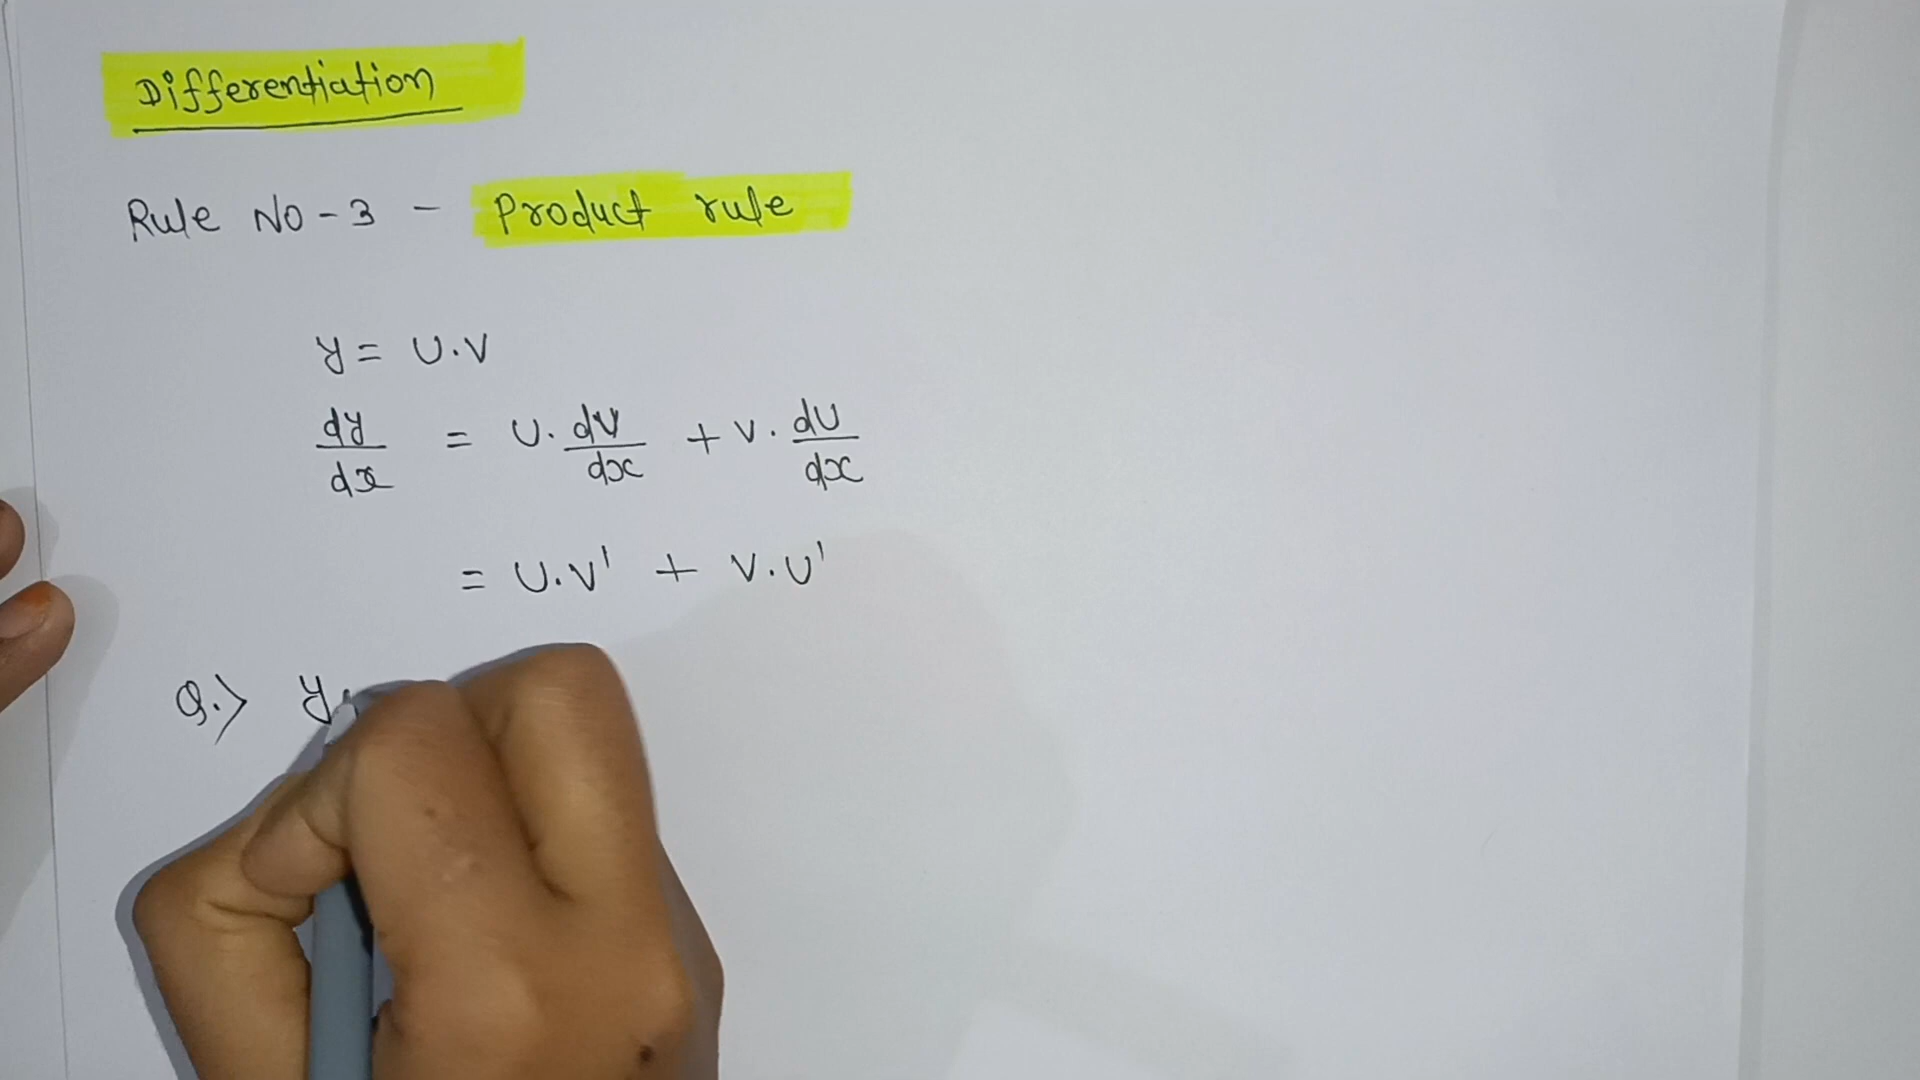 Differentiation
Rule No-3 - Product rule
y = U.V
dy/dx = U. dV/dx + V. dU/dx
= U.V' + V.U'
Q.) y